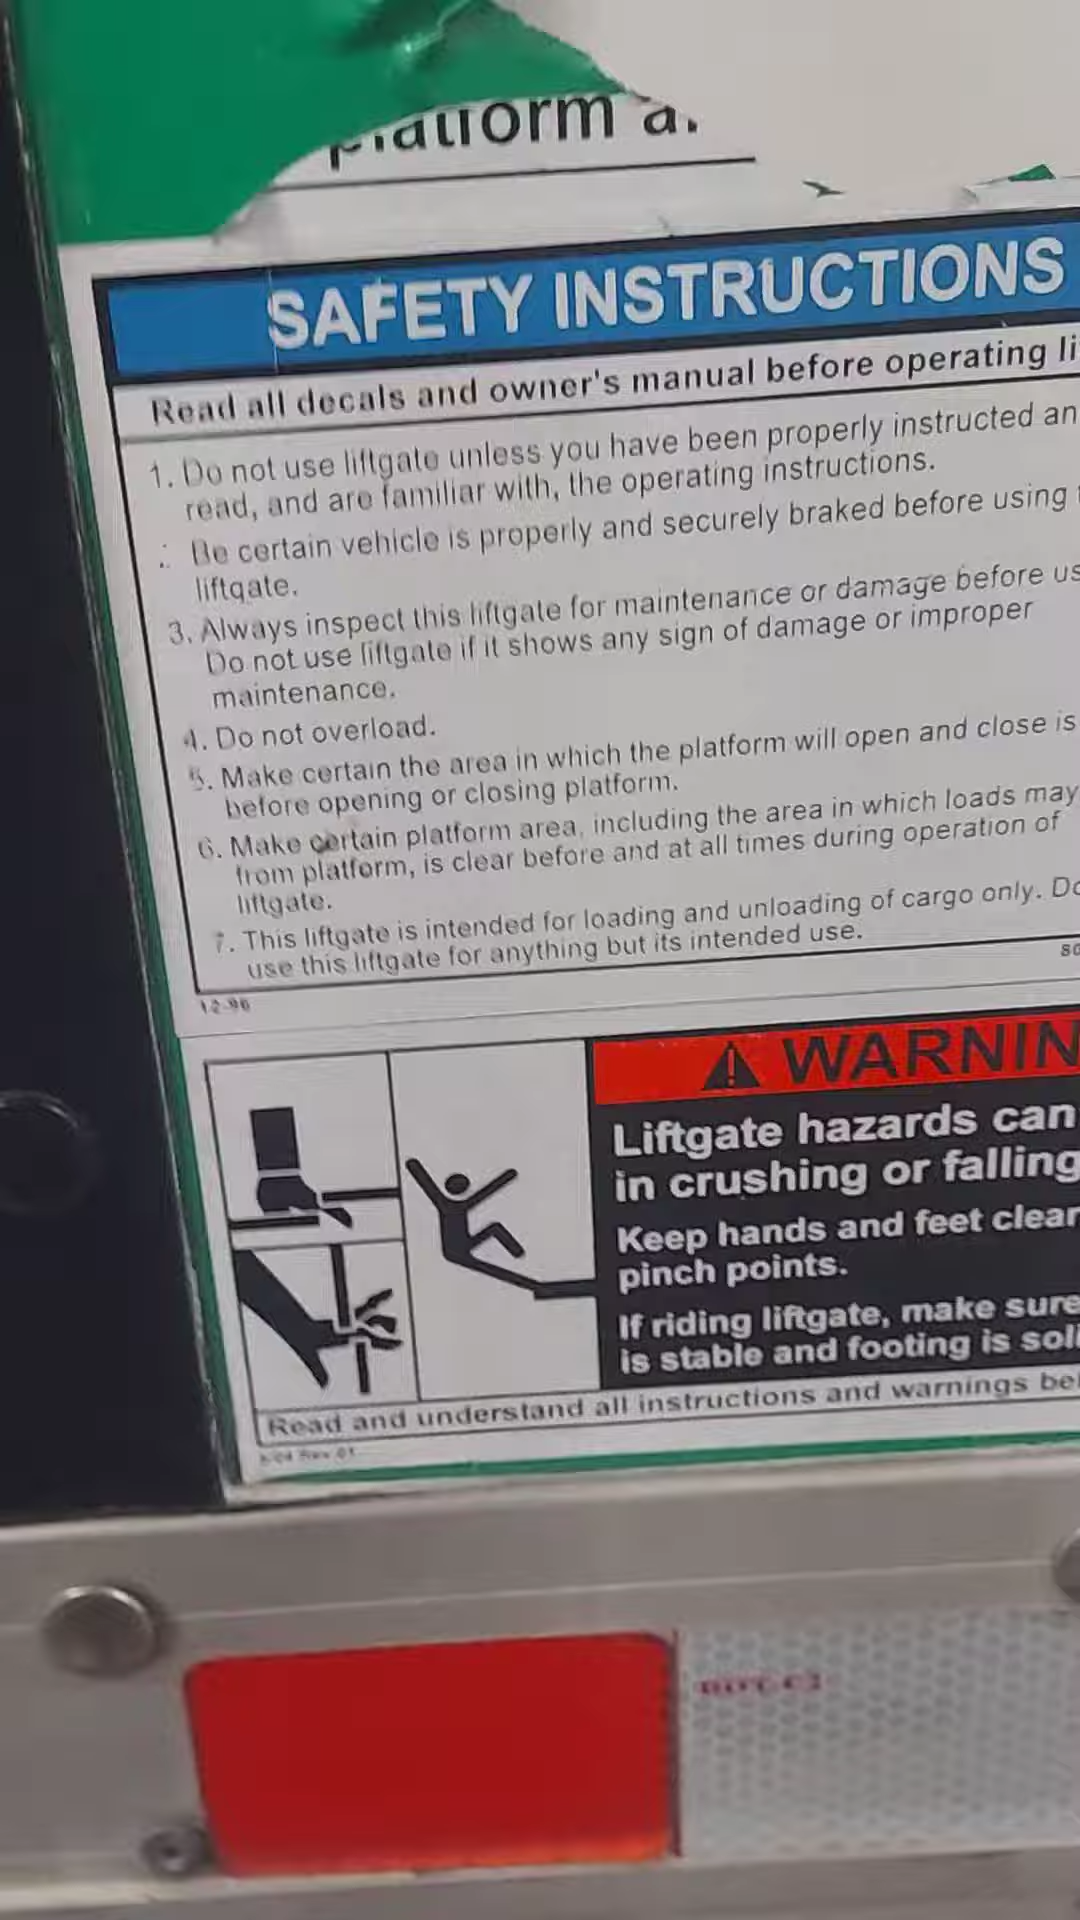 platform a
SAFETY INSTRUCTIONS
Read all decals and owner's manual before operating li
1. Do not use liftgate unless you have been properly instructed an
read, and are familiar with, the operating instructions.
Be certain vehicle is properly and securely braked before using t
liftgate.
3. Always inspect this liftgate for maintenance or damage before us
Do not use liftgate if it shows any sign of damage or improper
maintenance.
4. Do not overload.
5. Make certain the area in which the platform will open and close is
before opening or closing platform.
6. Make certain platform area, including the area in which loads may
from platform, is clear before and at all times during operation of
liftgate.
7. This liftgate is intended for loading and unloading of cargo only. Do
use this liftgate for anything but its intended use.
12-96
WARNIN
Liftgate hazards can
in crushing or falling
Keep hands and feet clear
pinch points.
If riding liftgate, make sure
is stable and footing is soli
Read and understand all instructions and warnings be
DOT-C2